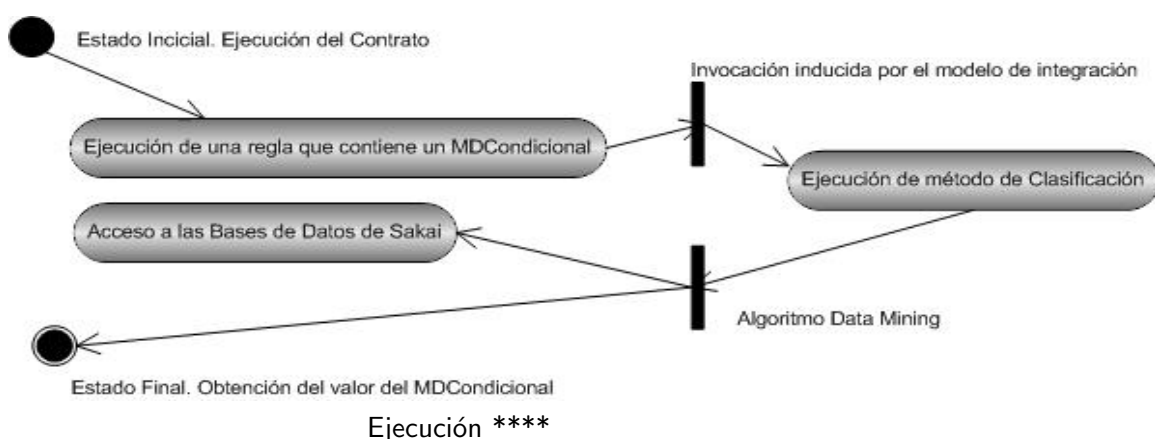 Estado Incicial. Ejecución del Contrato
Invocación inducida por el modelo de integración
Ejecución de una regla que contiene un MDCondicional
Ejecución de método de Clasificación
Acceso a las Bases de Datos de Sakai
Algoritmo Data Mining
Estado Final. Obtención del valor del MDCondicional
Ejecución ****